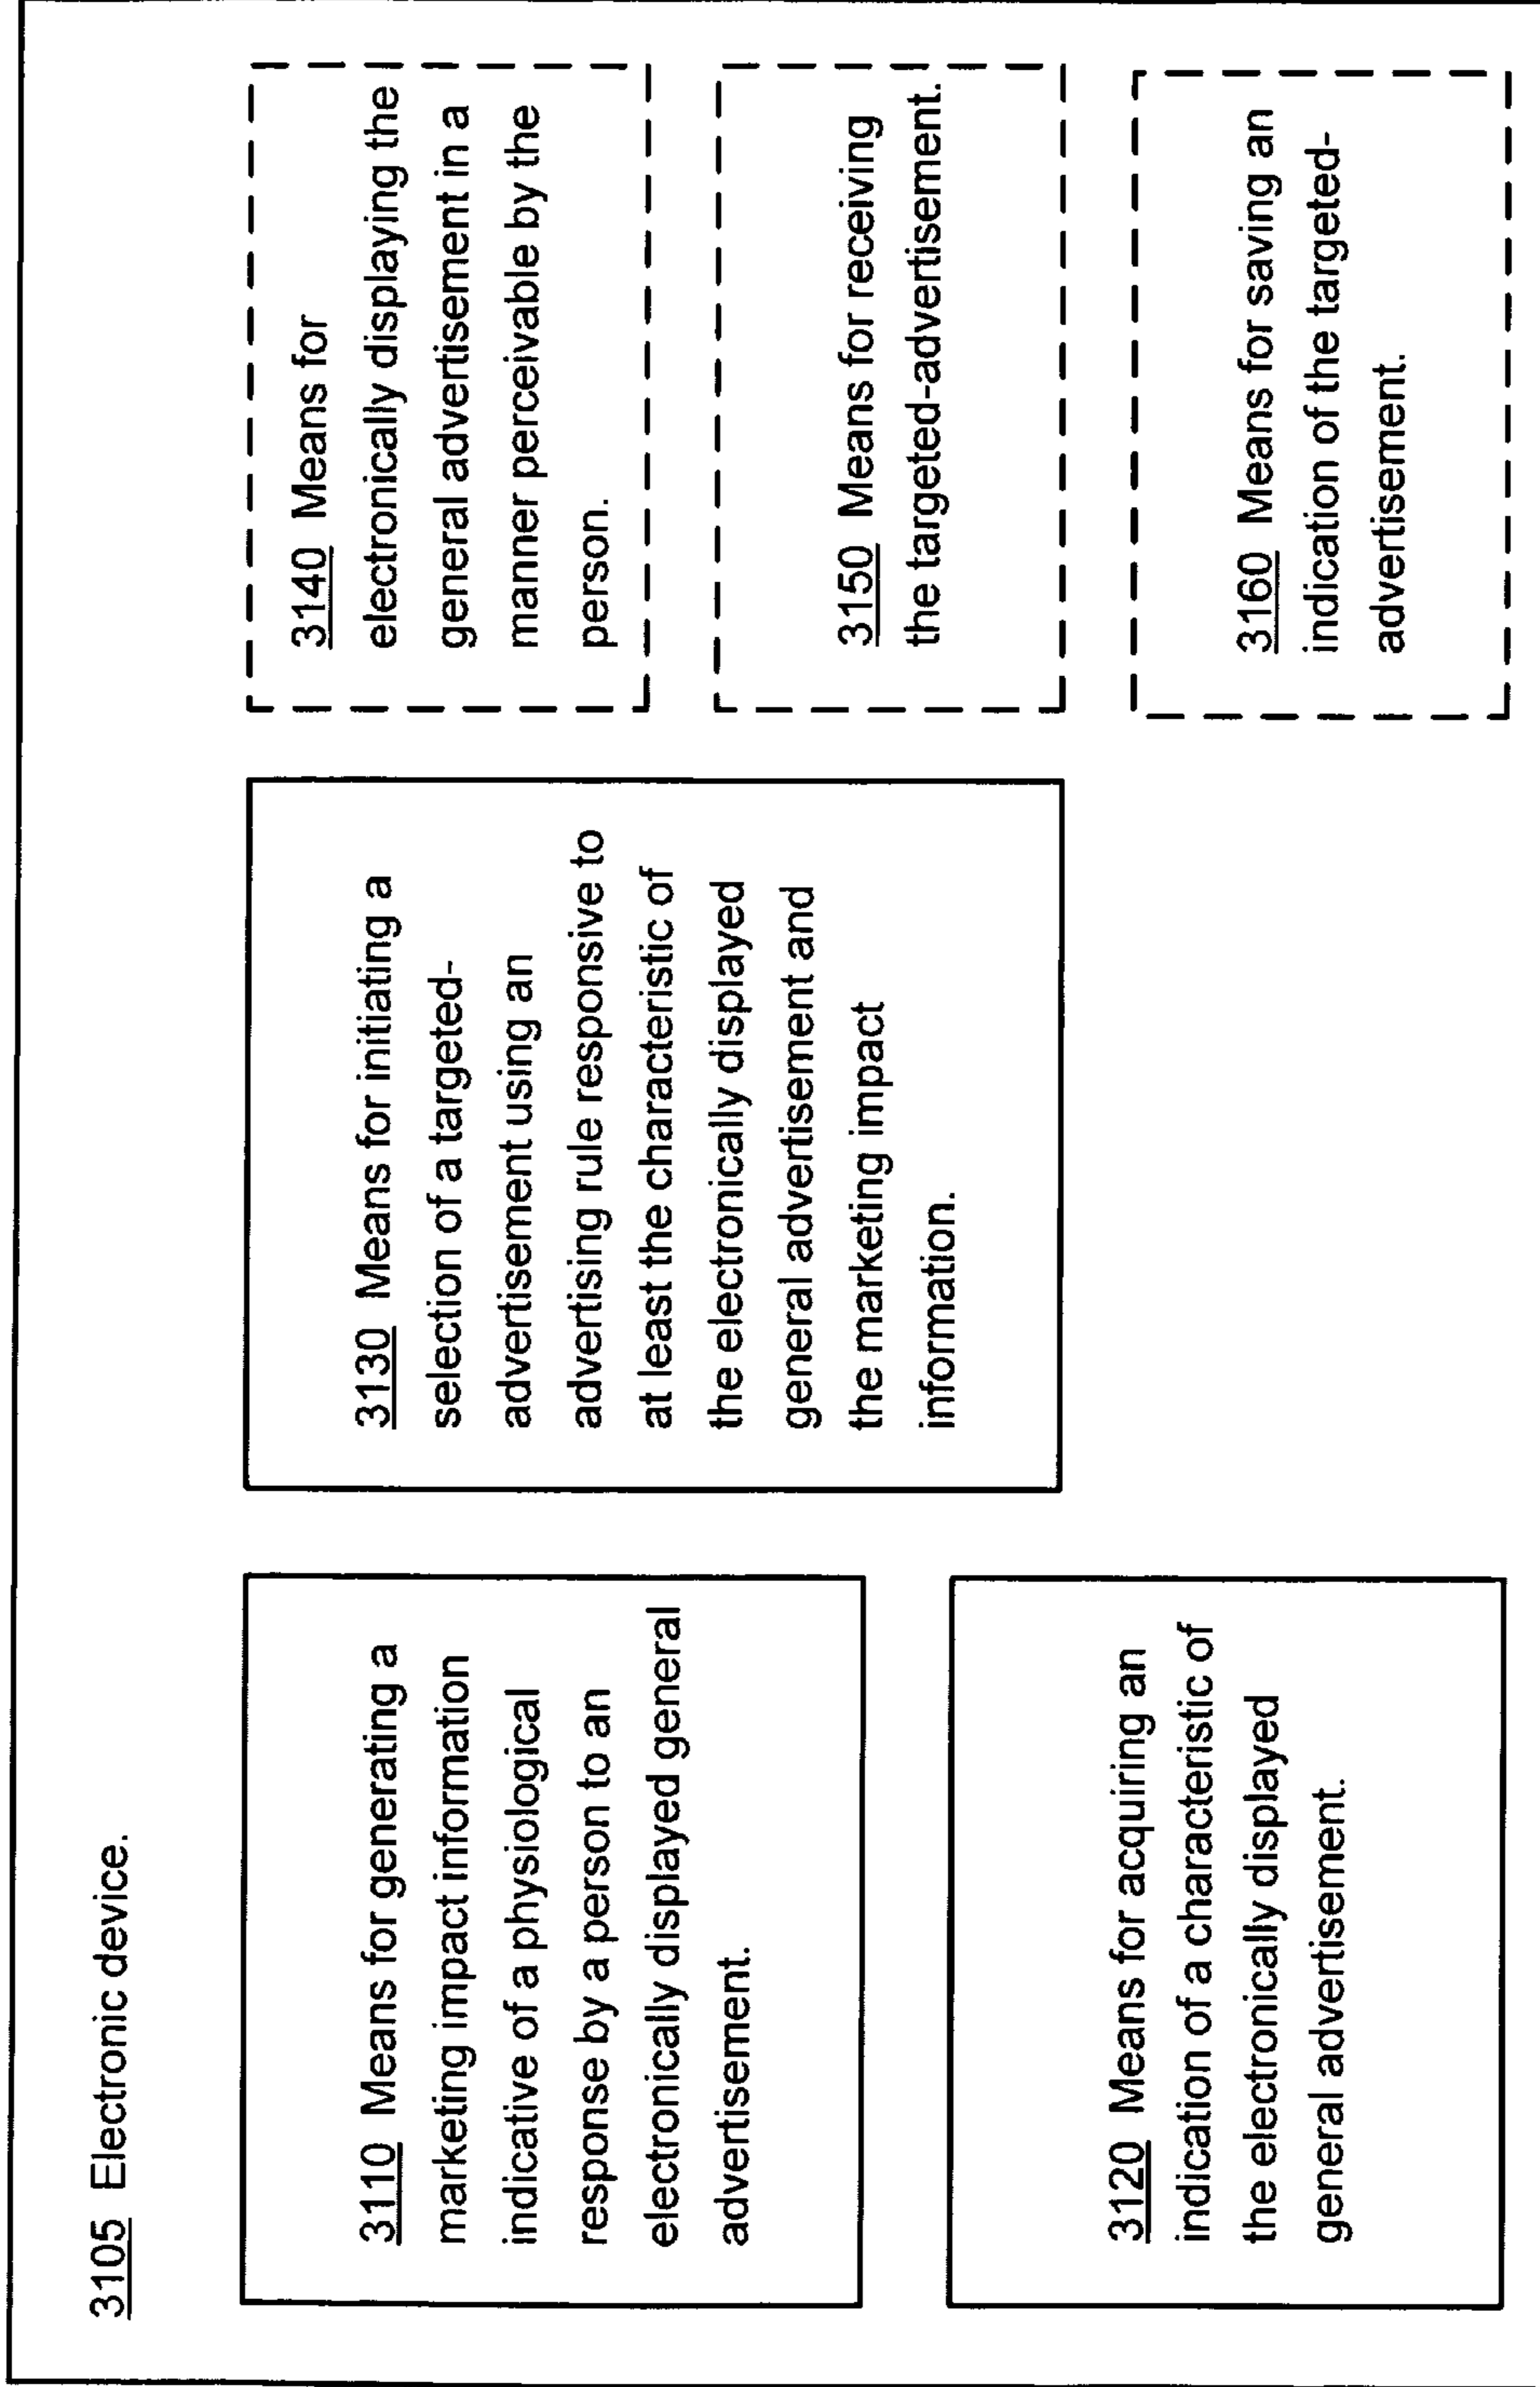 3105 Electronic device.
3110 Means for generating a
marketing impact information
indicative of a physiological
response by a person to an
electronically displayed general
advertisement.
3120 Means for acquiring an
indication of a characteristic of
the electronically displayed
general advertisement.
3130 Means for initiating a
selection of a targeted-
advertisement using an
advertising rule responsive to
at least the characteristic of
the electronically displayed
general advertisement and
the marketing impact
information.
3140 Means for
electronically displaying the
general advertisement in a
manner perceivable by the
person.
3150 Means for receiving
the targeted-advertisement.
3160 Means for saving an
indication of the targeted-
advertisement.